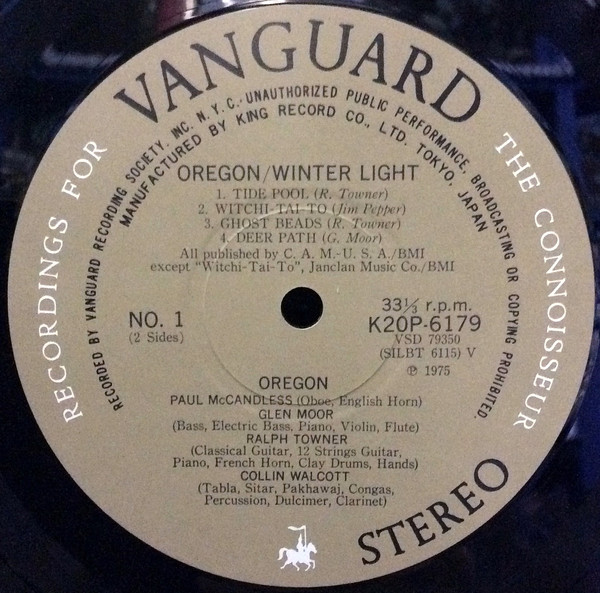 VANGUARD
RECORDINGS FOR THE CONNOISSEUR
RECORDED BY VANGUARD RECORDING SOCIETY, INC. N.Y.C.·UNAUTHORIZED PUBLIC PERFORMANCE, BROADCASTING OR COPYING PROHIBITED.
MANUFACTURED BY KING RECORD CO., LTD. TOKYO, JAPAN
OREGON/WINTER LIGHT
1. TIDE POOL (R. Towner)
2. WITCHI-TAI-TO (Jim Pepper)
3. GHOST BEADS (R. Towner)
4. DEER PATH (G. Moor)
All published by C. A. M.- U. S. A./BMI
except "Witchi-Tai-To", Janclan Music Co./BMI
NO. 1
(2 Sides)
33⅓ r.p.m.
K20P-6179
VSD 79350
(SILBT 6115) V
℗ 1975
OREGON
PAUL McCANDLESS (Oboe, English Horn)
GLEN MOOR
(Bass, Electric Bass, Piano, Violin, Flute)
RALPH TOWNER
(Classical Guitar, 12 Strings Guitar,
Piano, French Horn, Clay Drums, Hands)
COLLIN WALCOTT
(Tabla, Sitar, Pakhawaj, Congas,
Percussion, Dulcimer, Clarinet)
STEREO